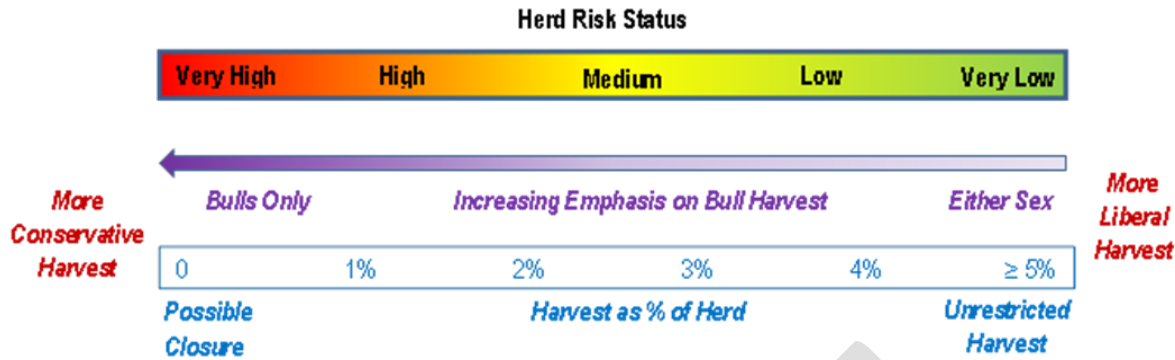 Herd Risk Status
Very High High Medium Low Very Low
More
Conservative
Harvest
Bulls Only Increasing Emphasis on Bull Harvest Either Sex
More
Liberal
Harvest
0 1% 2% 3% 4% ≥ 5%
Possible
Closure
Harvest as % of Herd
Unrestricted
Harvest